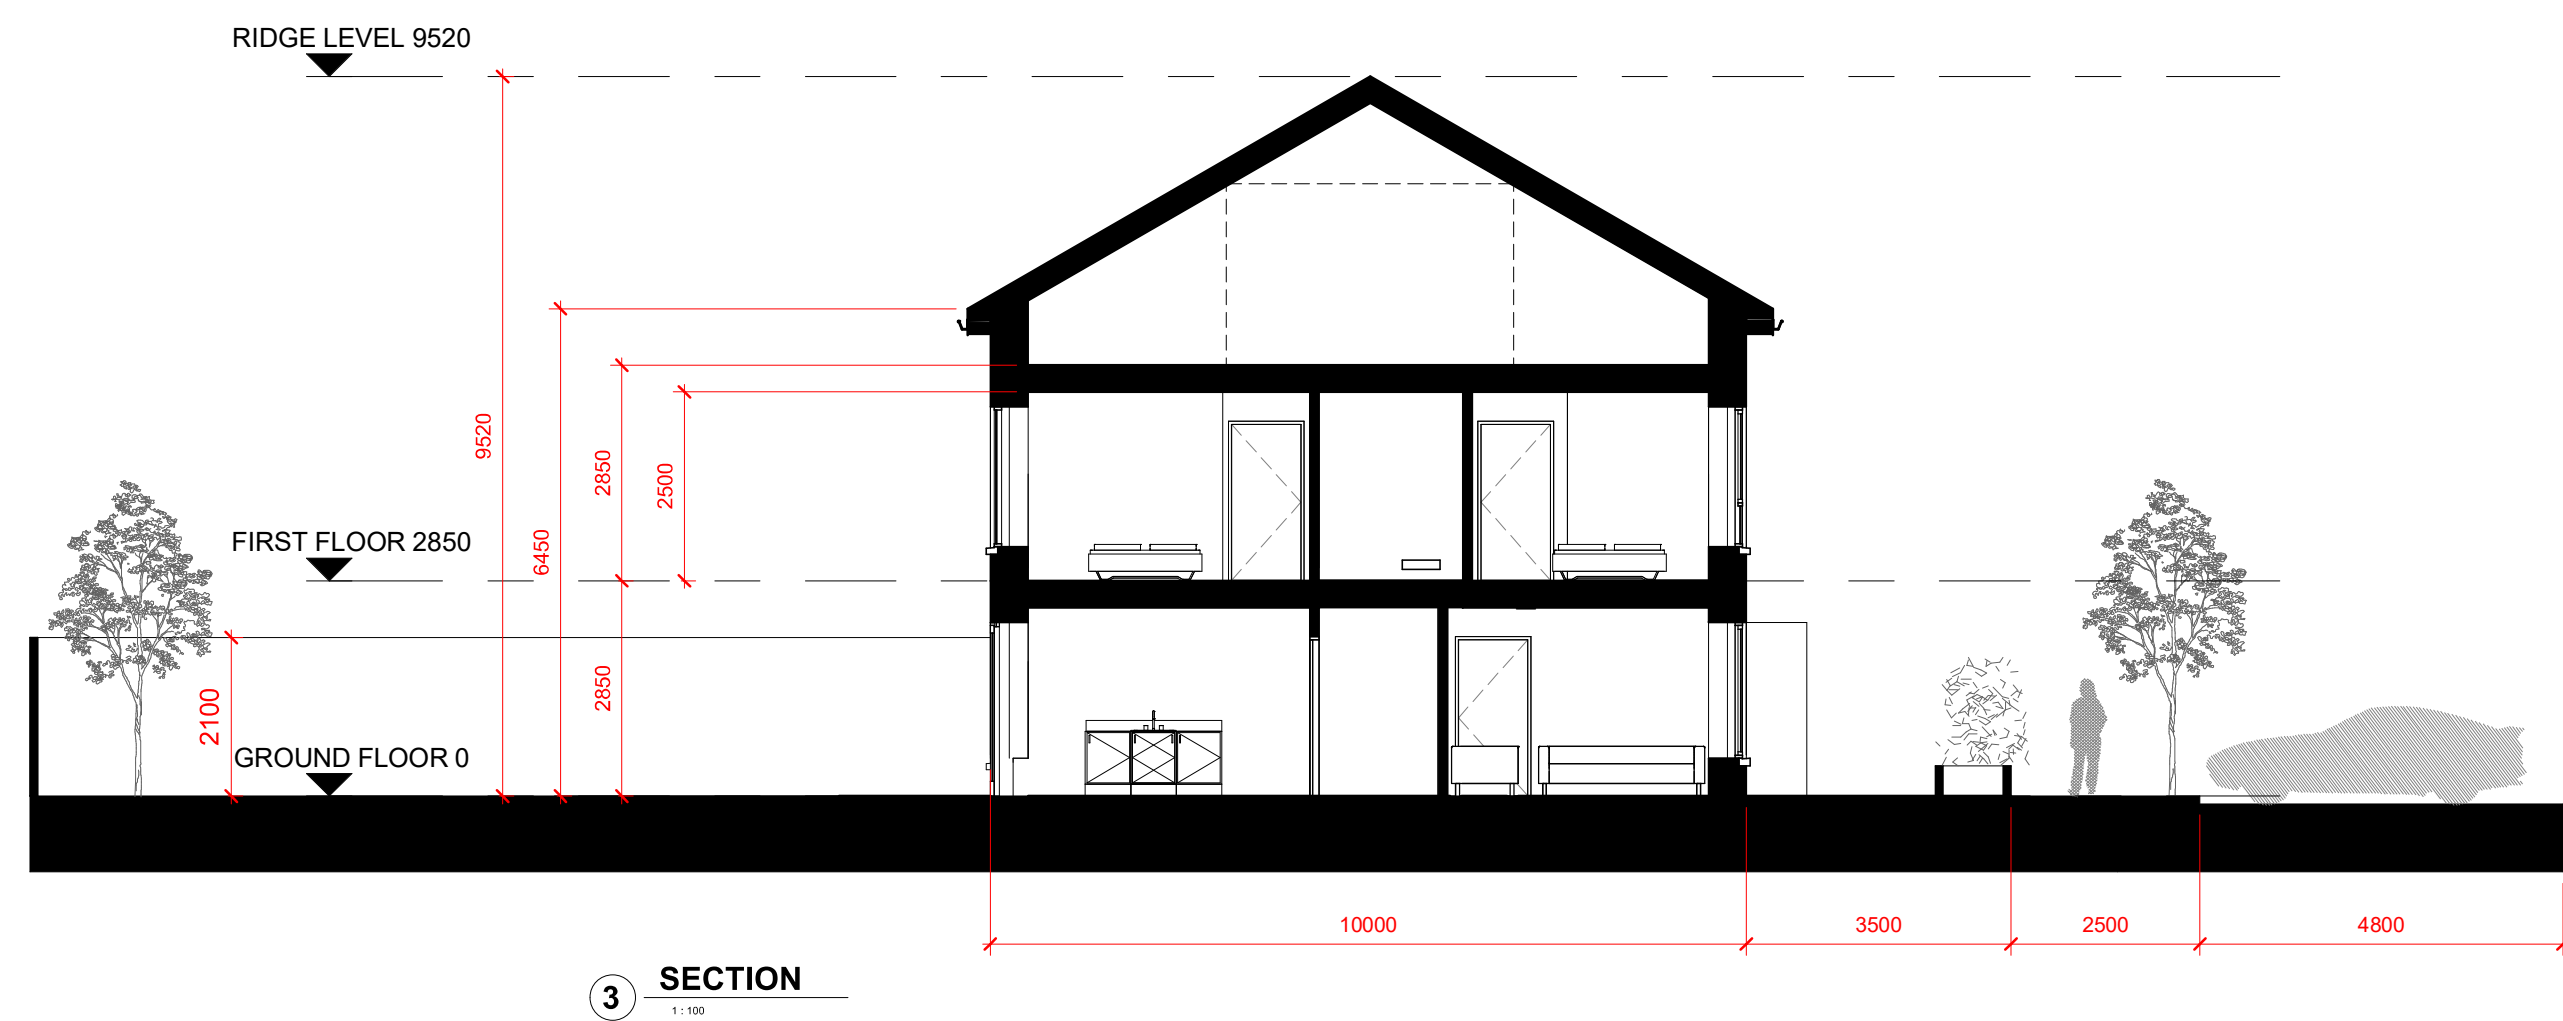 RIDGE LEVEL 9520
9520
2850
2500
6450
FIRST FLOOR 2850
2850
2100
GROUND FLOOR 0
10000
3500
2500
4800
3 SECTION
1 : 100